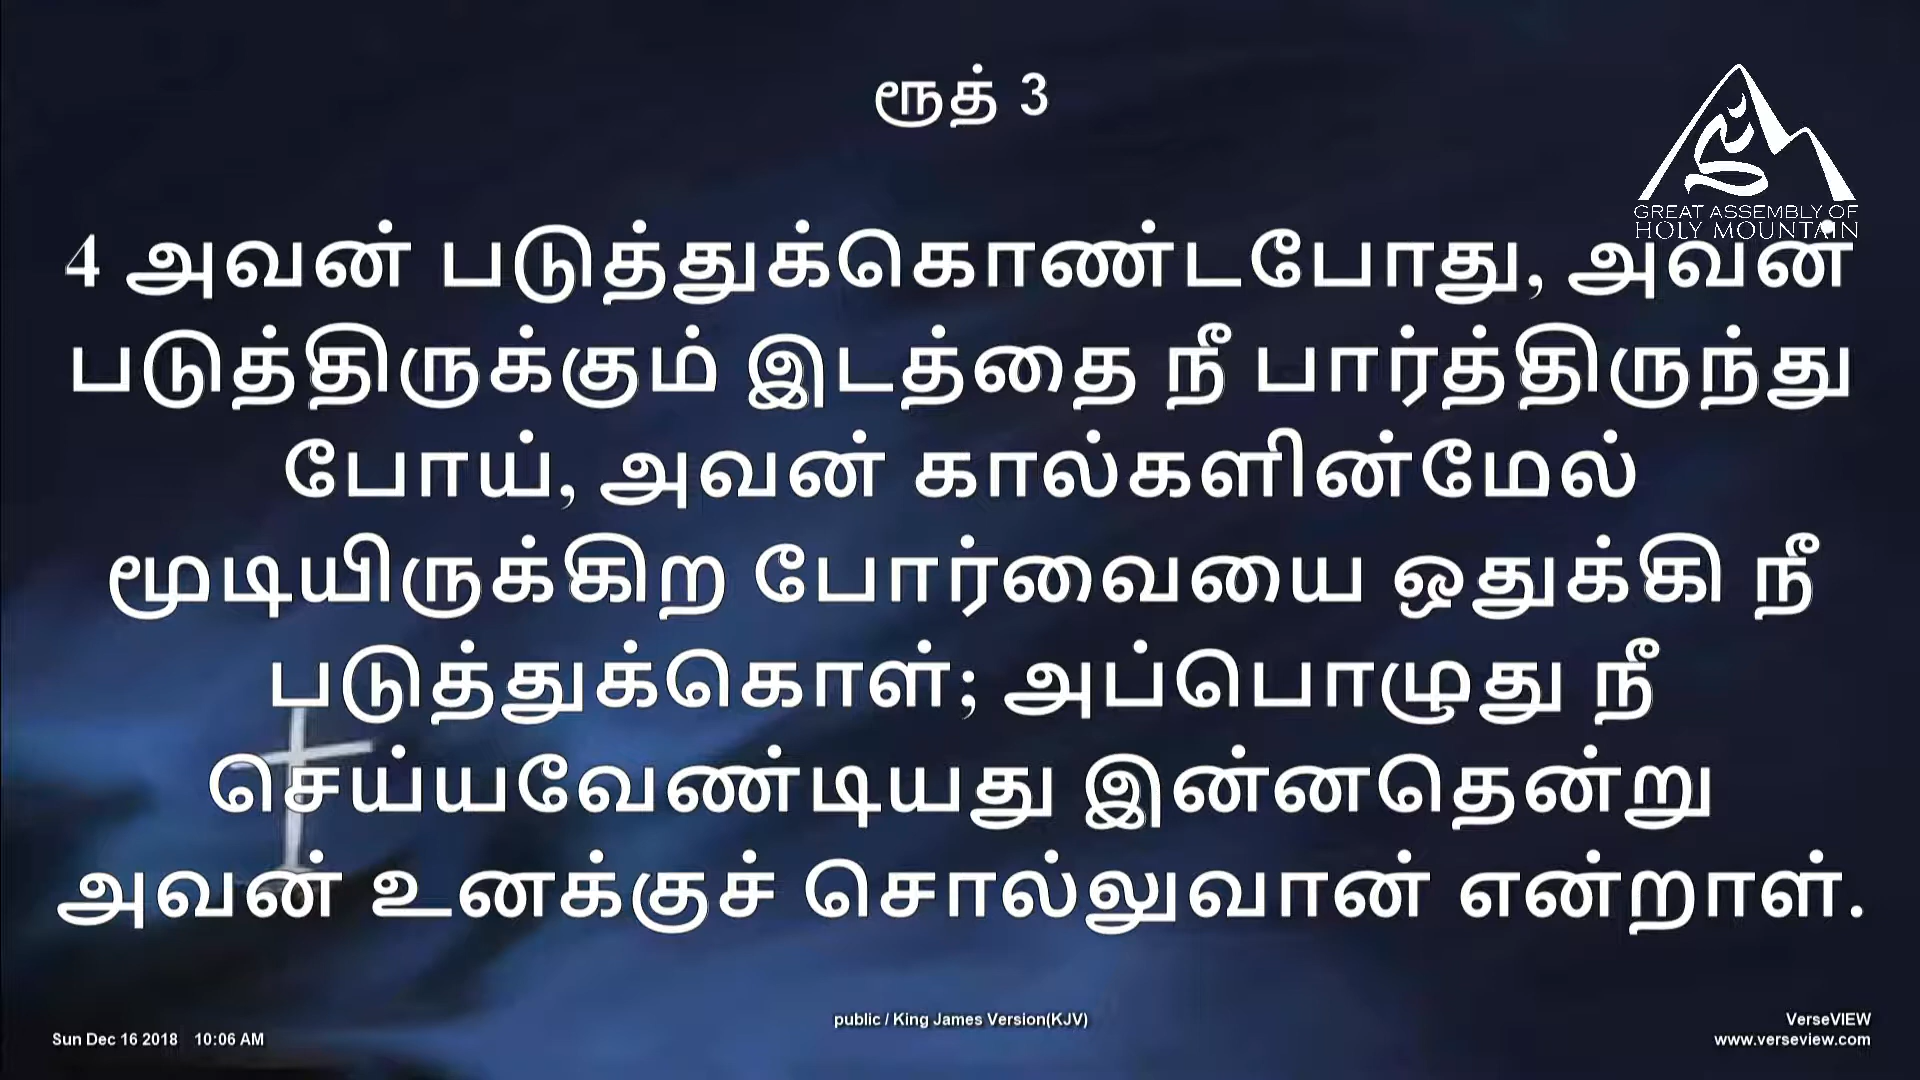 ரூத் 3
GREAT ASSEMBLY OF
HOLY MOUNTAIN
4 அவன் படுத்துக்கொண்டபோது, அவன்
படுத்திருக்கும் இடத்தை நீ பார்த்திருந்து
போய், அவன் கால்களின்மேல்
மூடியிருக்கிற போர்வையை ஒதுக்கி நீ
படுத்துக்கொள்; அப்பொழுது நீ
செய்யவேண்டியது இன்னதென்று
அவன் உனக்குச் சொல்லுவான் என்றாள்.
public / King James Version(KJV)
Sun Dec 16 2018 10:06 AM
VerseVIEW
www.verseview.com